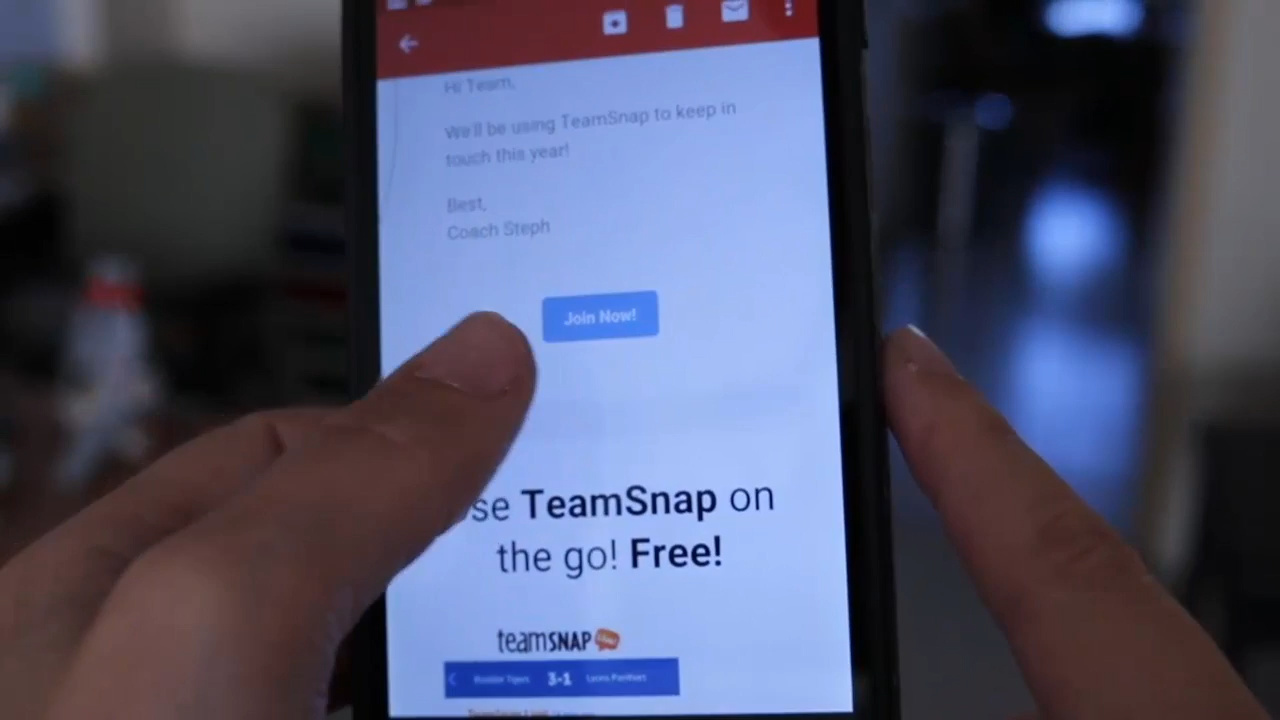 Hi Team,
We'll be using TeamSnap to keep in
touch this year!
Best,
Coach Steph
Join Now!
se TeamSnap on
the go! Free!
teamSNAP
3-1